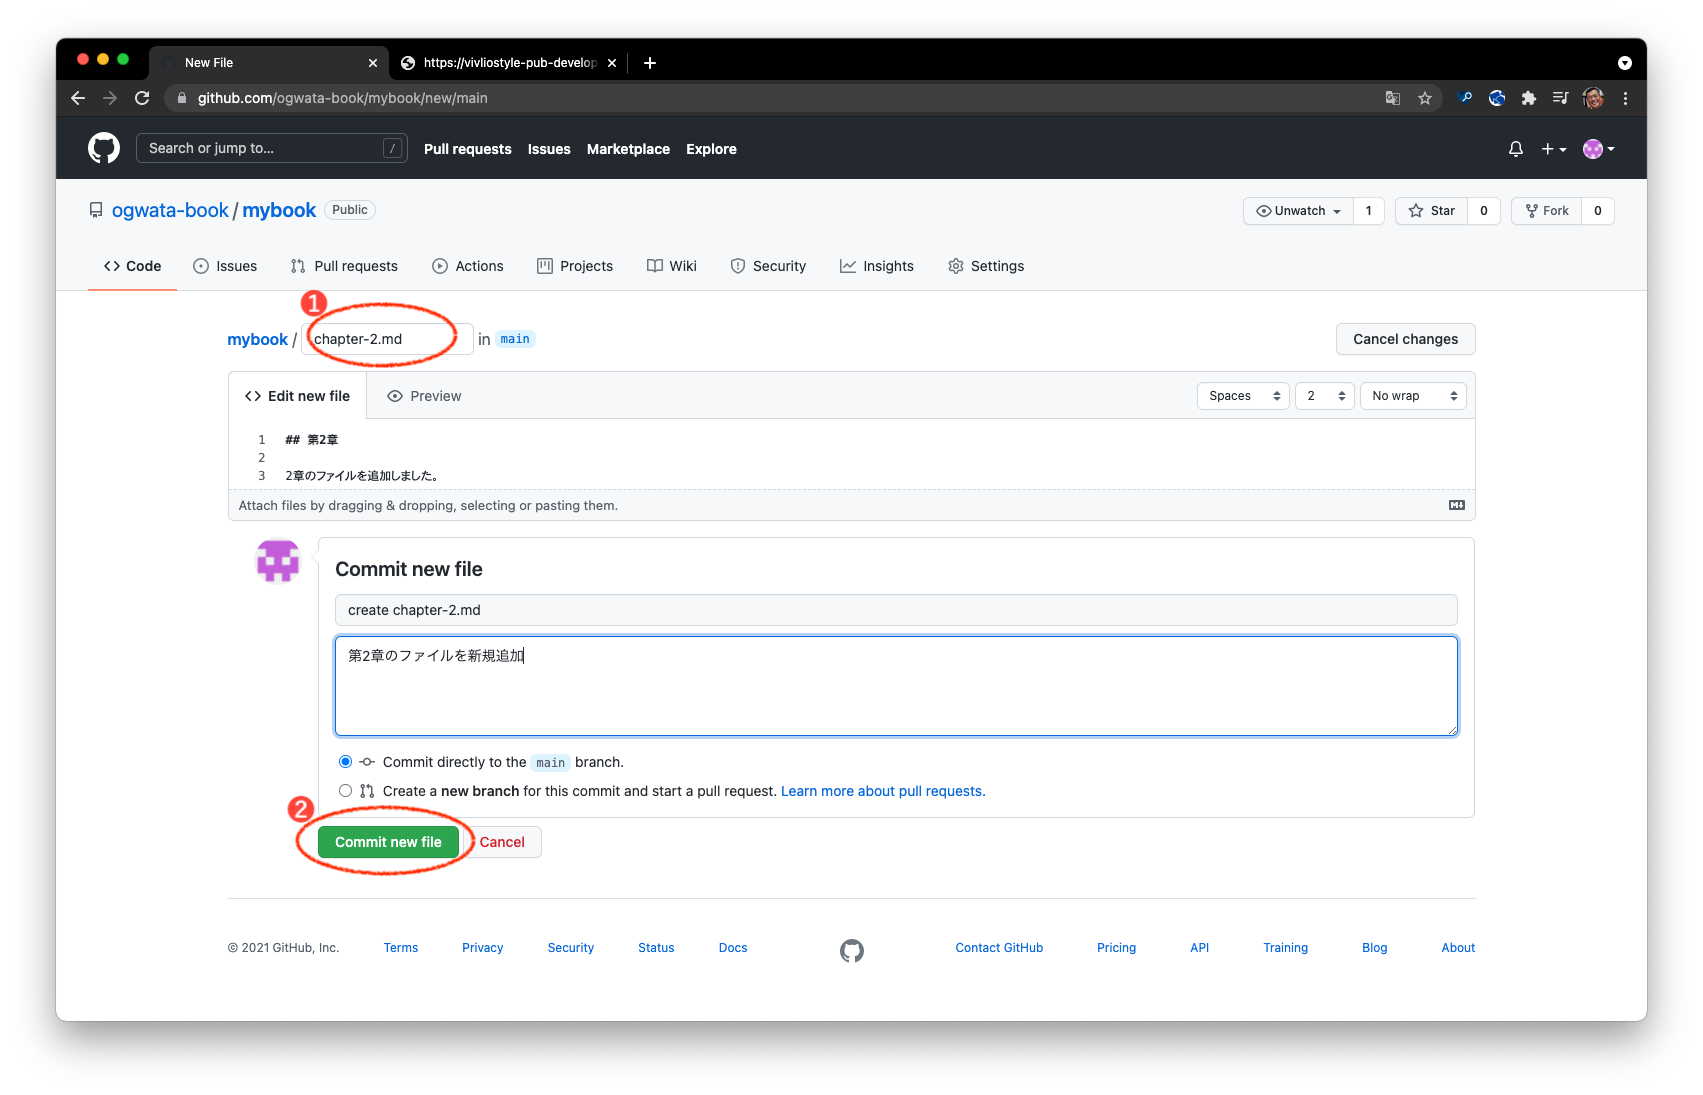 New File
https://vivliostyle-pub-develop
github.com/ogwata-book/mybook/new/main
Search or jump to...
/
Pull requests
Issues
Marketplace
Explore
ogwata-book / mybook
Public
Unwatch
1
Star
0
Fork
0
Code
Issues
Pull requests
Actions
Projects
Wiki
Security
Insights
Settings
1
mybook / chapter-2.md in main
Cancel changes
Edit new file
Preview
Spaces
2
No wrap
1 ## 第2章
2
3 2章のファイルを追加しました。
Attach files by dragging & dropping, selecting or pasting them.
Commit new file
create chapter-2.md
第2章のファイルを新規追加
Commit directly to the main branch.
Create a new branch for this commit and start a pull request. Learn more about pull requests.
2
Commit new file
Cancel
© 2021 GitHub, Inc.
Terms
Privacy
Security
Status
Docs
Contact GitHub
Pricing
API
Training
Blog
About